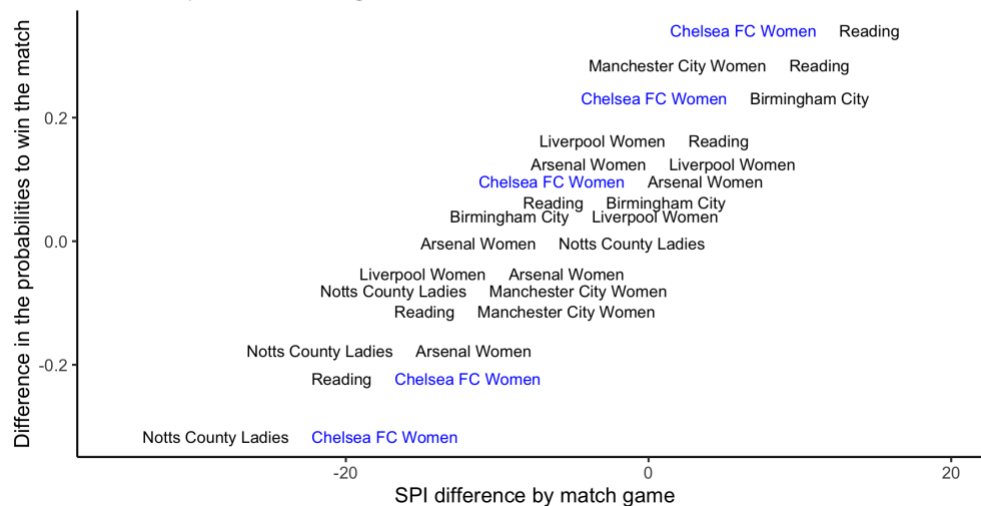 Difference in the probabilities to win the match
Chelsea FC Women Reading
Manchester City Women Reading
Chelsea FC Women Birmingham City
0.2
Liverpool Women Reading
Arsenal Women Liverpool Women
Chelsea FC Women Arsenal Women
Reading Birmingham City
Birmingham City Liverpool Women
0.0
Arsenal Women Notts County Ladies
Liverpool Women Arsenal Women
Notts County Ladies Manchester City Women
Reading Manchester City Women
Notts County Ladies Arsenal Women
-0.2
Reading Chelsea FC Women
Notts County Ladies Chelsea FC Women
-20 0 20
SPI difference by match game